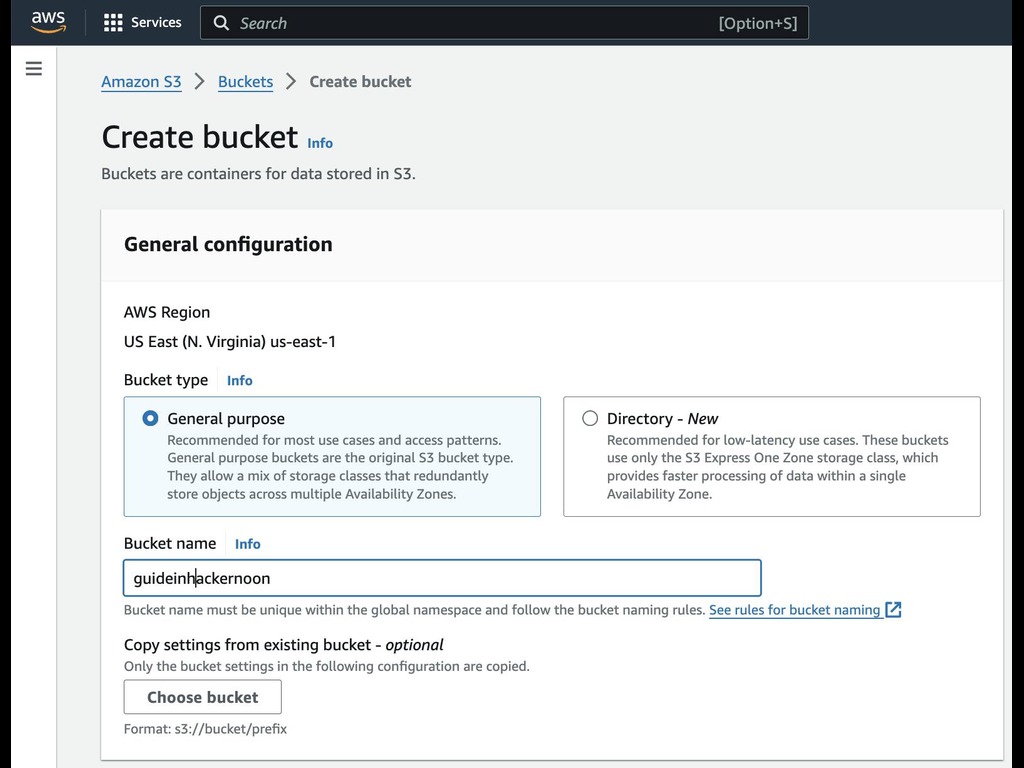 aws Services Search [Option+S]
Amazon S3 > Buckets > Create bucket
Create bucket Info
Buckets are containers for data stored in S3.
General configuration
AWS Region
US East (N. Virginia) us-east-1
Bucket type Info
General purpose
Recommended for most use cases and access patterns.
General purpose buckets are the original S3 bucket type.
They allow a mix of storage classes that redundantly
store objects across multiple Availability Zones.
Directory - New
Recommended for low-latency use cases. These buckets
use only the S3 Express One Zone storage class, which
provides faster processing of data within a single
Availability Zone.
Bucket name Info
guideinhackernoon
Bucket name must be unique within the global namespace and follow the bucket naming rules. See rules for bucket naming
Copy settings from existing bucket - optional
Only the bucket settings in the following configuration are copied.
Choose bucket
Format: s3://bucket/prefix